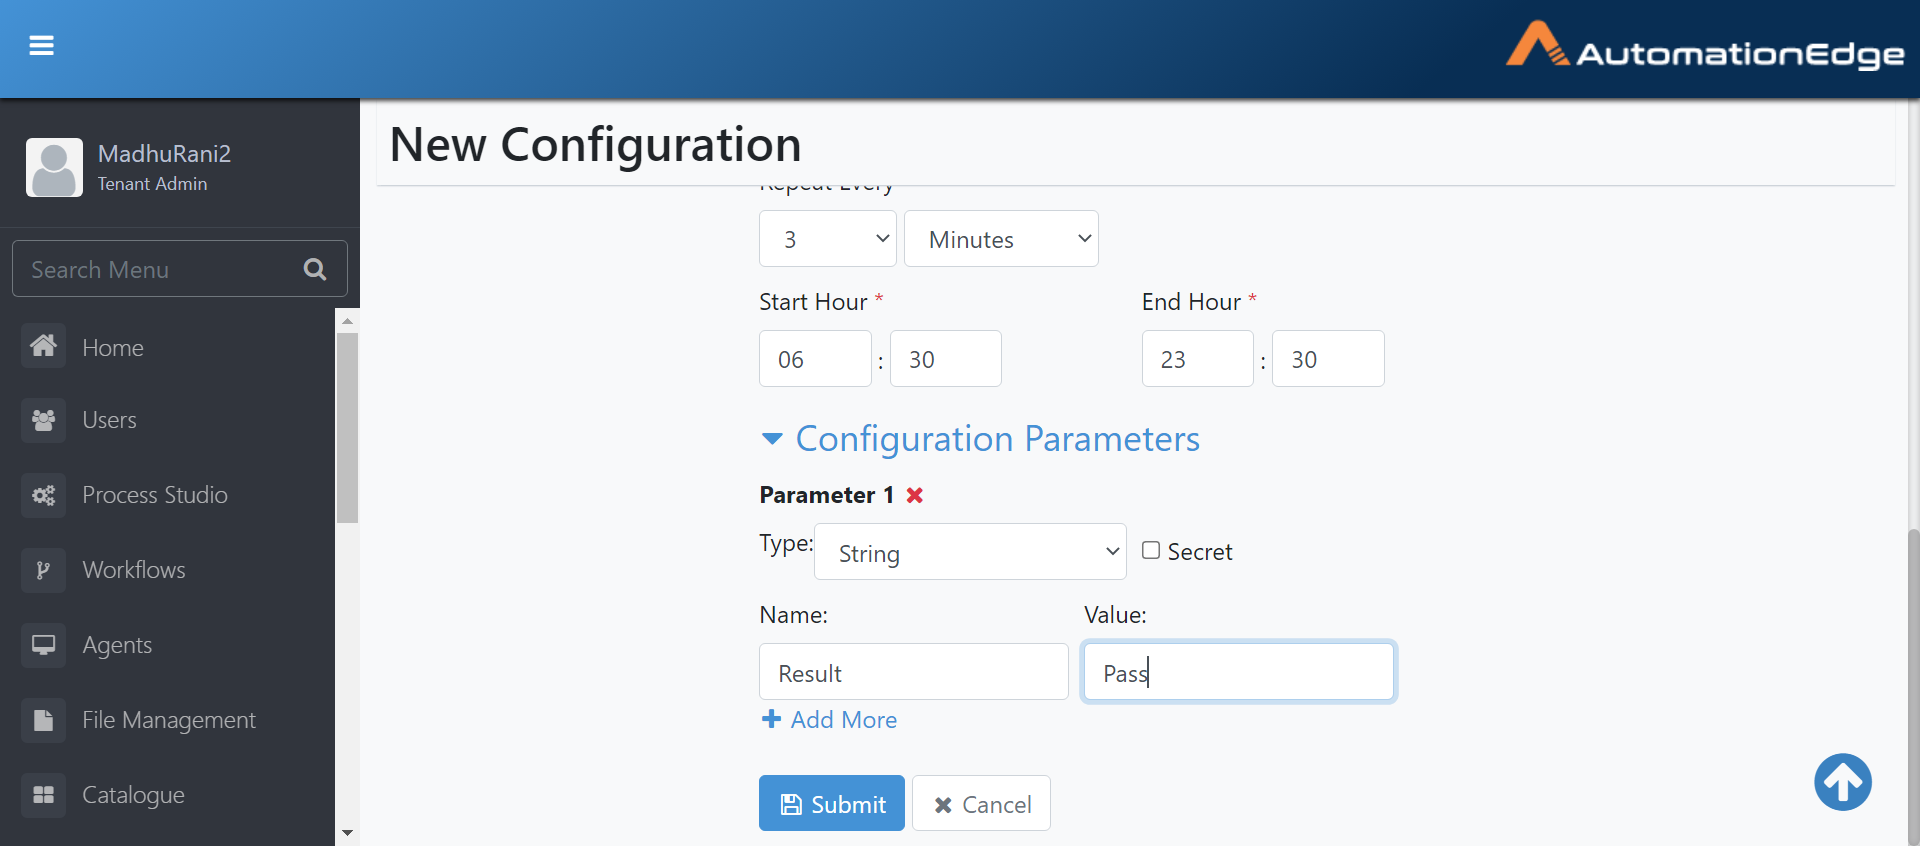 AutomationEdge
MadhuRani2
Tenant Admin
Search Menu
Home
Users
Process Studio
Workflows
Agents
File Management
Catalogue
New Configuration
Repeat Every
3 Minutes
Start Hour * End Hour *
06 : 30 23 : 30
Configuration Parameters
Parameter 1
Type: String Secret
Name: Value:
Result Pass
Add More
Submit Cancel